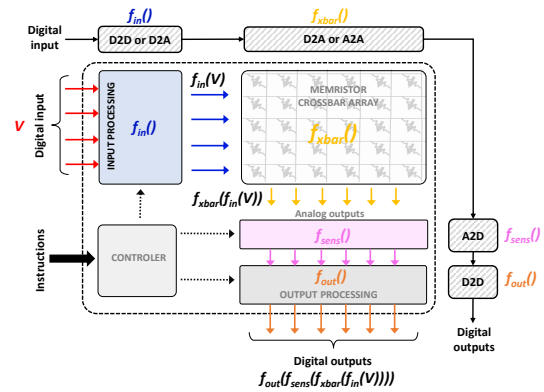 f_in()
f_xbar()
Digital
input
D2D or D2A
D2A or A2A
V
Digital input
INPUT PROCESSING
f_in()
f_in(V)
MEMRISTOR
CROSSBAR ARRAY
f_xbar()
f_xbar(f_in(V))
Analog outputs
Instructions
CONTROLER
f_sens()
f_out()
OUTPUT PROCESSING
A2D
f_sens()
D2D
f_out()
Digital
outputs
Digital outputs
f_out(f_sens(f_xbar(f_in(V))))